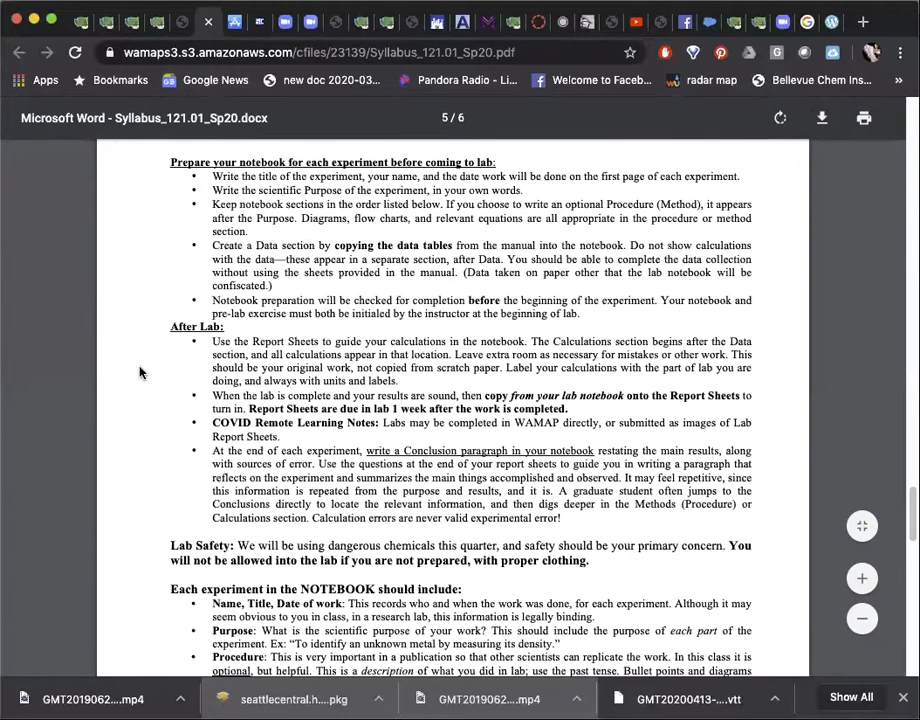 wamaps3.s3.amazonaws.com/cfiles/23139/Syllabus_121.01_Sp20.pdf
Apps
Bookmarks
Google News
new doc 2020-03...
Pandora Radio - Li...
Welcome to Faceb...
radar map
Bellevue Chem Ins...
»
Microsoft Word - Syllabus_121.01_Sp20.docx
5 / 6
Prepare your notebook for each experiment before coming to lab:
• Write the title of the experiment, your name, and the date work will be done on the first page of each experiment.
• Write the scientific Purpose of the experiment, in your own words.
• Keep notebook sections in the order listed below. If you choose to write an optional Procedure (Method), it appears
after the Purpose. Diagrams, flow charts, and relevant equations are all appropriate in the procedure or method
section.
• Create a Data section by copying the data tables from the manual into the notebook. Do not show calculations
with the data—these appear in a separate section, after Data. You should be able to complete the data collection
without using the sheets provided in the manual. (Data taken on paper other that the lab notebook will be
confiscated.)
• Notebook preparation will be checked for completion before the beginning of the experiment. Your notebook and
pre-lab exercise must both be initialed by the instructor at the beginning of lab.
After Lab:
• Use the Report Sheets to guide your calculations in the notebook. The Calculations section begins after the Data
section, and all calculations appear in that location. Leave extra room as necessary for mistakes or other work. This
should be your original work, not copied from scratch paper. Label your calculations with the part of lab you are
doing, and always with units and labels.
• When the lab is complete and your results are sound, then copy from your lab notebook onto the Report Sheets to
turn in. Report Sheets are due in lab 1 week after the work is completed.
• COVID Remote Learning Notes: Labs may be completed in WAMAP directly, or submitted as images of Lab
Report Sheets.
• At the end of each experiment, write a Conclusion paragraph in your notebook restating the main results, along
with sources of error. Use the questions at the end of your report sheets to guide you in writing a paragraph that
reflects on the experiment and summarizes the main things accomplished and observed. It may feel repetitive, since
this information is repeated from the purpose and results, and it is. A graduate student often jumps to the
Conclusions directly to locate the relevant information, and then digs deeper in the Methods (Procedure) or
Calculations section. Calculation errors are never valid experimental error!
Lab Safety: We will be using dangerous chemicals this quarter, and safety should be your primary concern. You
will not be allowed into the lab if you are not prepared, with proper clothing.
Each experiment in the NOTEBOOK should include:
• Name, Title, Date of work: This records who and when the work was done, for each experiment. Although it may
seem obvious to you in class, in a research lab, this information is legally binding.
• Purpose: What is the scientific purpose of your work? This should include the purpose of each part of the
experiment. Ex: “To identify an unknown metal by measuring its density.”
• Procedure: This is very important in a publication so that other scientists can replicate the work. In this class it is
optional, but helpful. This is a description of what you did in lab; use the past tense. Bullet points and diagrams
GMT2019062....mp4
seattlecentral.h....pkg
GMT2019062....mp4
GMT20200413-....vtt
Show All